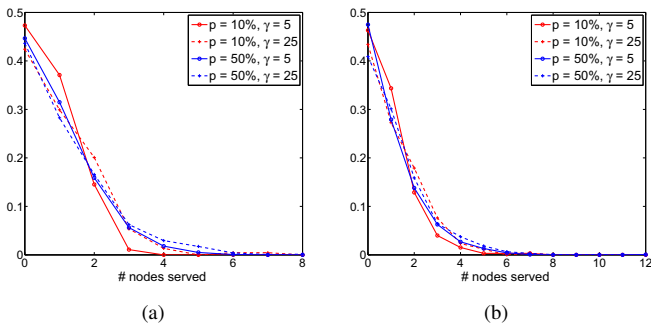 0.5
0.4
0.3
0.2
0.1
0
0 2 4 6 8
# nodes served
p = 10%, γ = 5
p = 10%, γ = 25
p = 50%, γ = 5
p = 50%, γ = 25
(a)
0.5
0.4
0.3
0.2
0.1
0
0 2 4 6 8 10 12
# nodes served
p = 10%, γ = 5
p = 10%, γ = 25
p = 50%, γ = 5
p = 50%, γ = 25
(b)